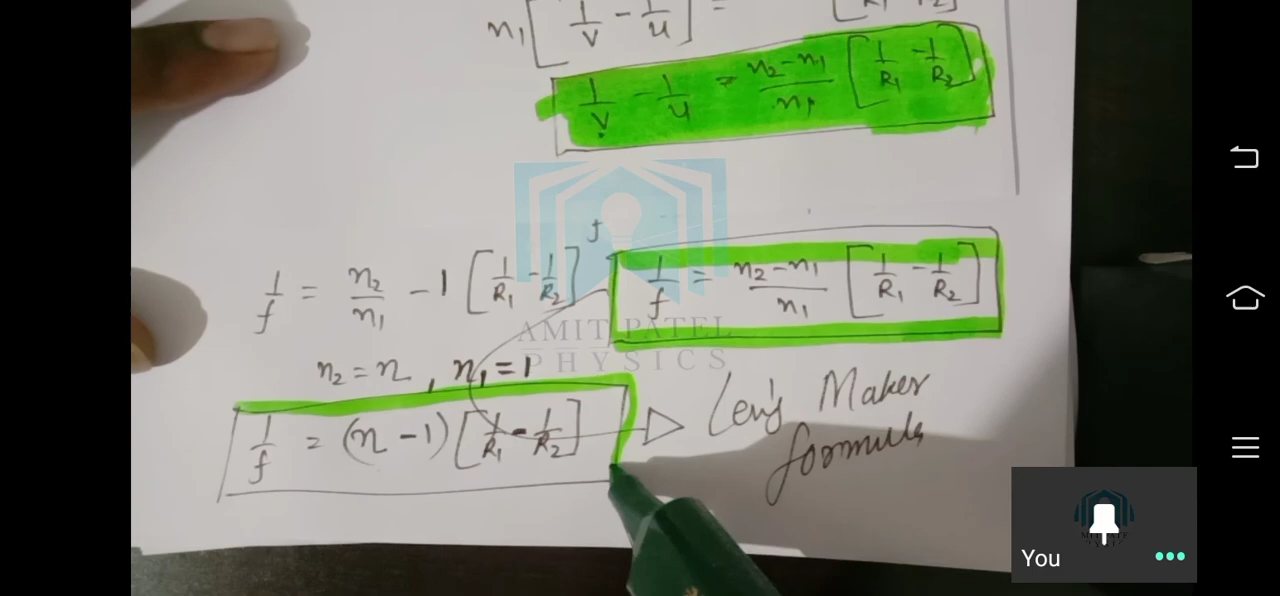 n₁[1/v - 1/u] =
1/v - 1/u = n₂-n₁/n₁ [1/R₁ - 1/R₂]
f
1/f = n₂/n₁ - 1 [1/R₁ - 1/R₂]
1/f = n₂-n₁/n₁ [1/R₁ - 1/R₂]
AMIT PATEL
PHYSICS
n₂ = n, n₁ = 1
1/f = (n - 1) [1/R₁ - 1/R₂]
Len's Maker
formula
You